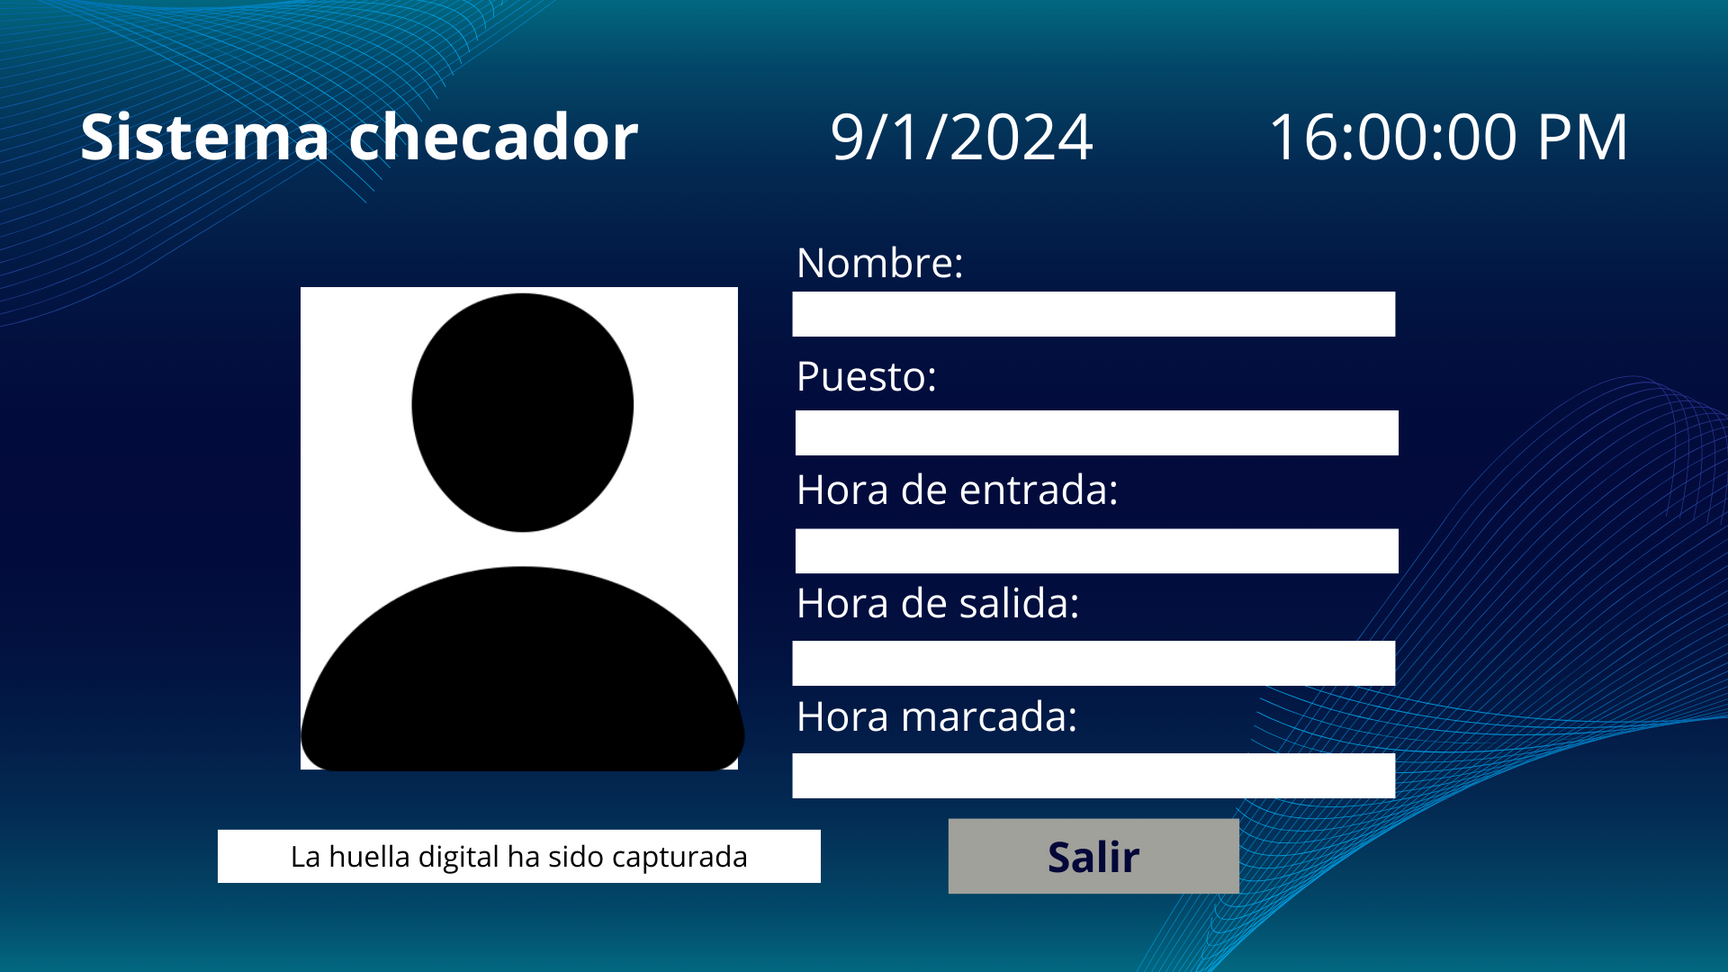 Sistema checador
9/1/2024
16:00:00 PM
Nombre:
Puesto:
Hora de entrada:
Hora de salida:
Hora marcada:
La huella digital ha sido capturada
Salir